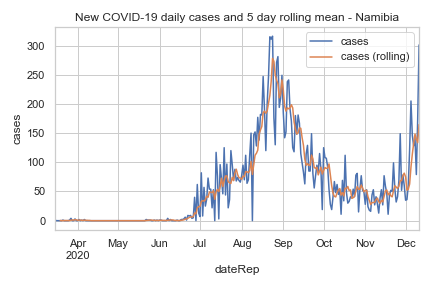 New COVID-19 daily cases and 5 day rolling mean - Namibia
cases
cases (rolling)
300
250
200
150
100
50
0
cases
Apr
2020
May
Jun
Jul
Aug
Sep
Oct
Nov
Dec
dateRep